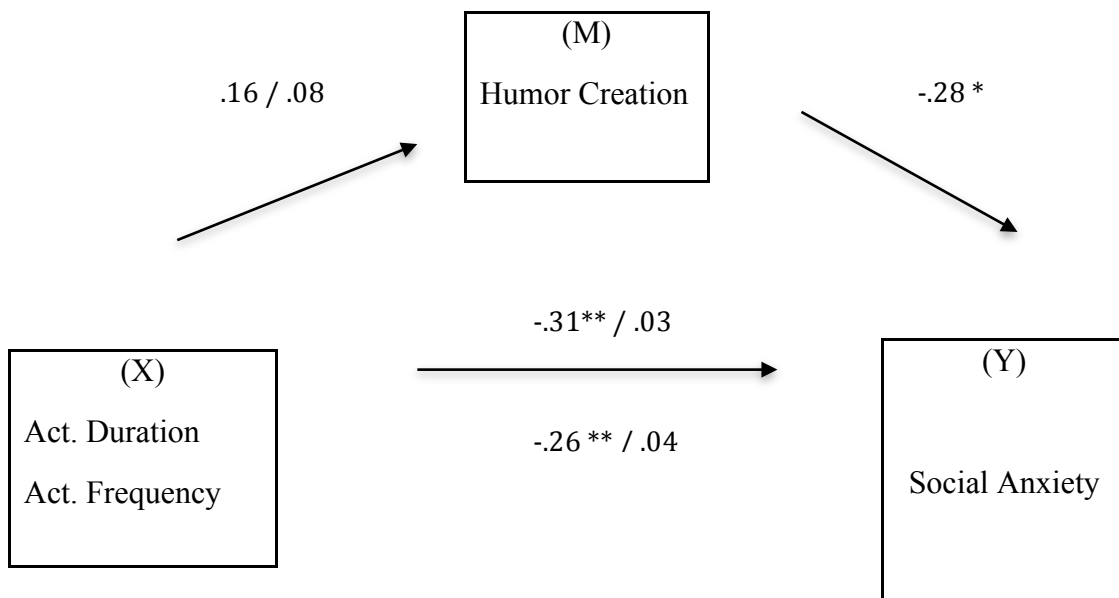 (M)
Humor Creation
.16 / .08
-.28 *
-.31** / .03
(X)
Act. Duration
Act. Frequency
-.26 ** / .04
(Y)
Social Anxiety